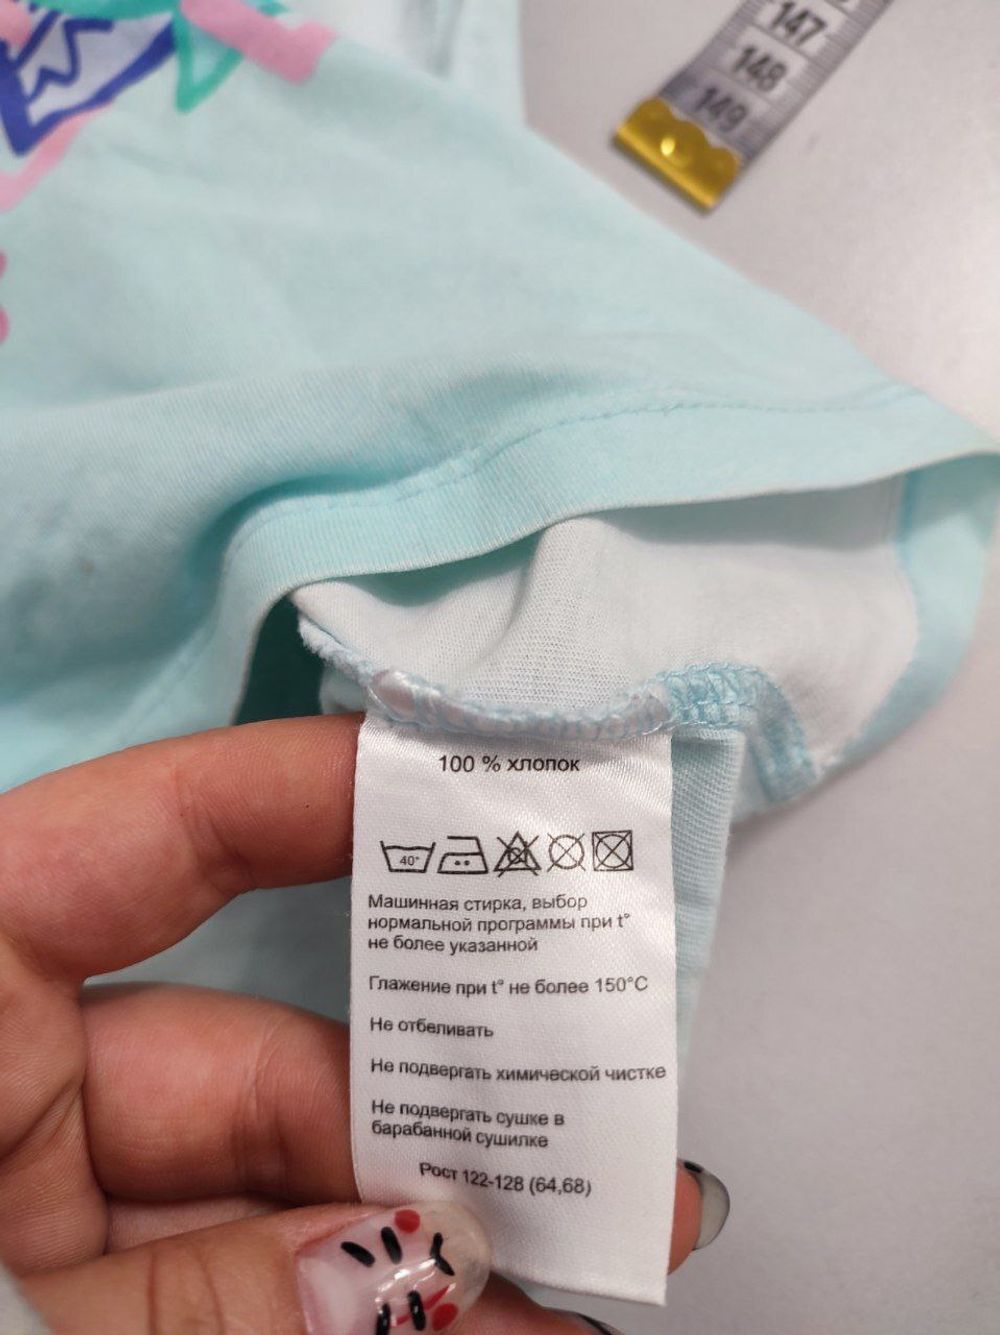 147
148
149
100 % хлопок
40°
Машинная стирка, выбор
нормальной программы при t°
не более указанной
Глажение при t° не более 150°C
Не отбеливать
Не подвергать химической чистке
Не подвергать сушке в
барабанной сушилке
Рост 122-128 (64,68)